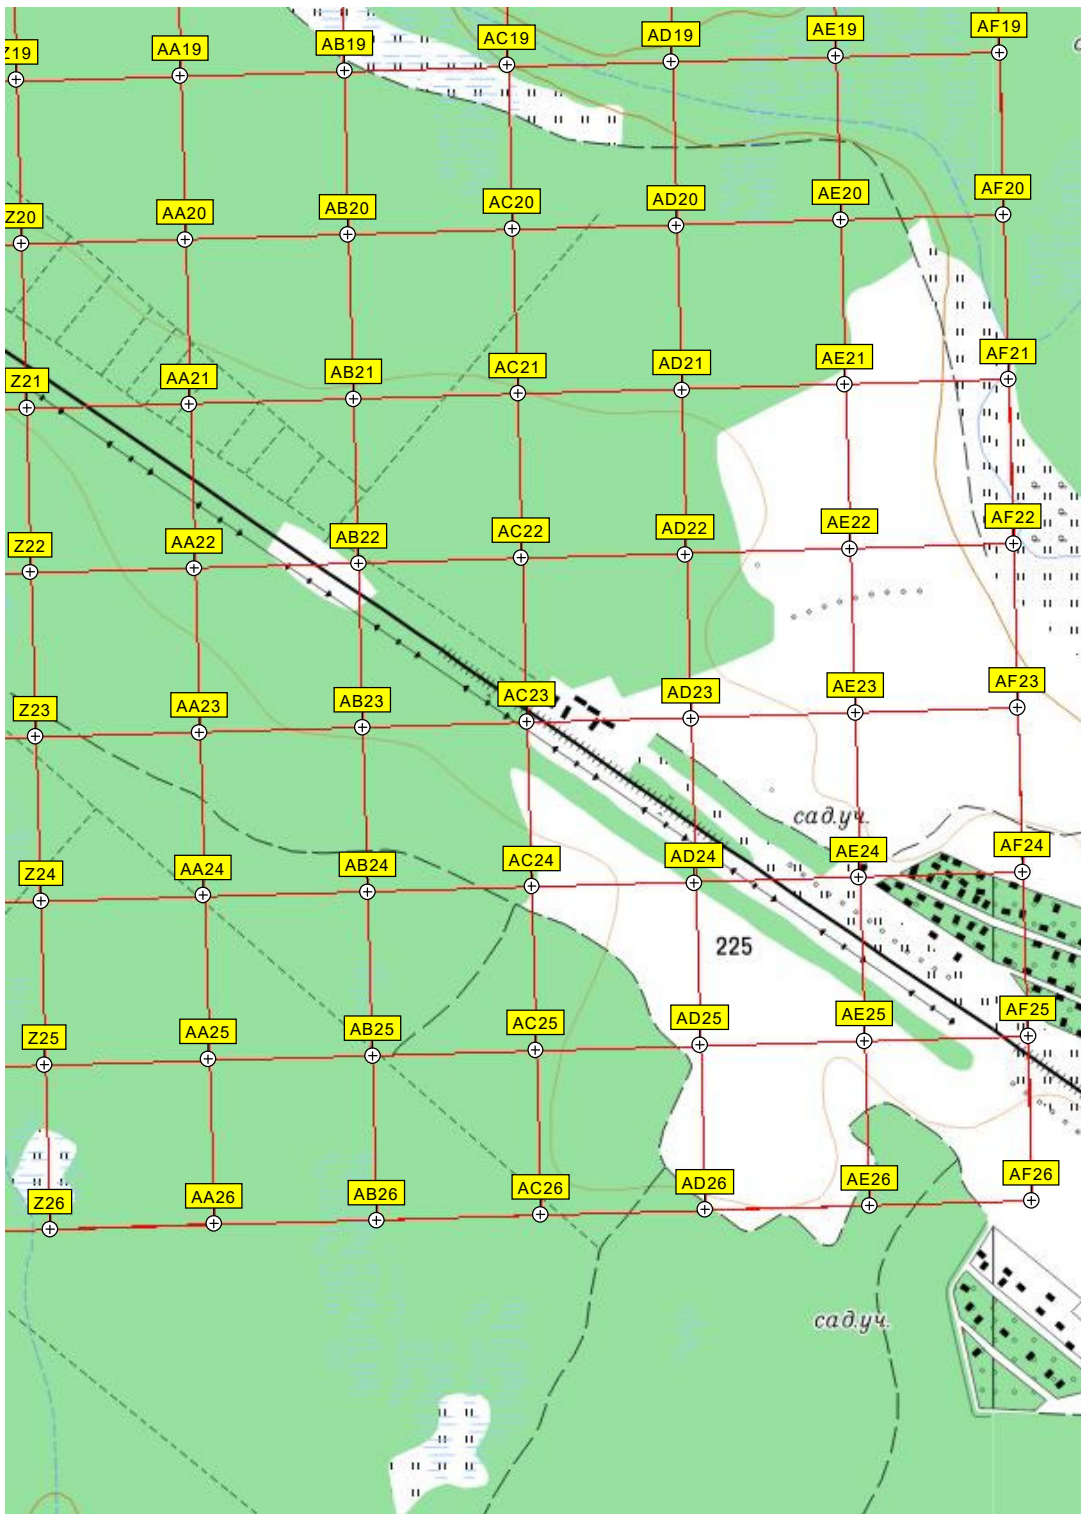 Z19 AA19 AB19 AC19 AD19 AE19 AF19
Z20 AA20 AB20 AC20 AD20 AE20 AF20
Z21 AA21 AB21 AC21 AD21 AE21 AF21
Z22 AA22 AB22 AC22 AD22 AE22 AF22
Z23 AA23 AB23 AC23 AD23 AE23 AF23
сад.уч.
Z24 AA24 AB24 AC24 AD24 AE24 AF24
225
Z25 AA25 AB25 AC25 AD25 AE25 AF25
Z26 AA26 AB26 AC26 AD26 AE26 AF26
сад.уч.